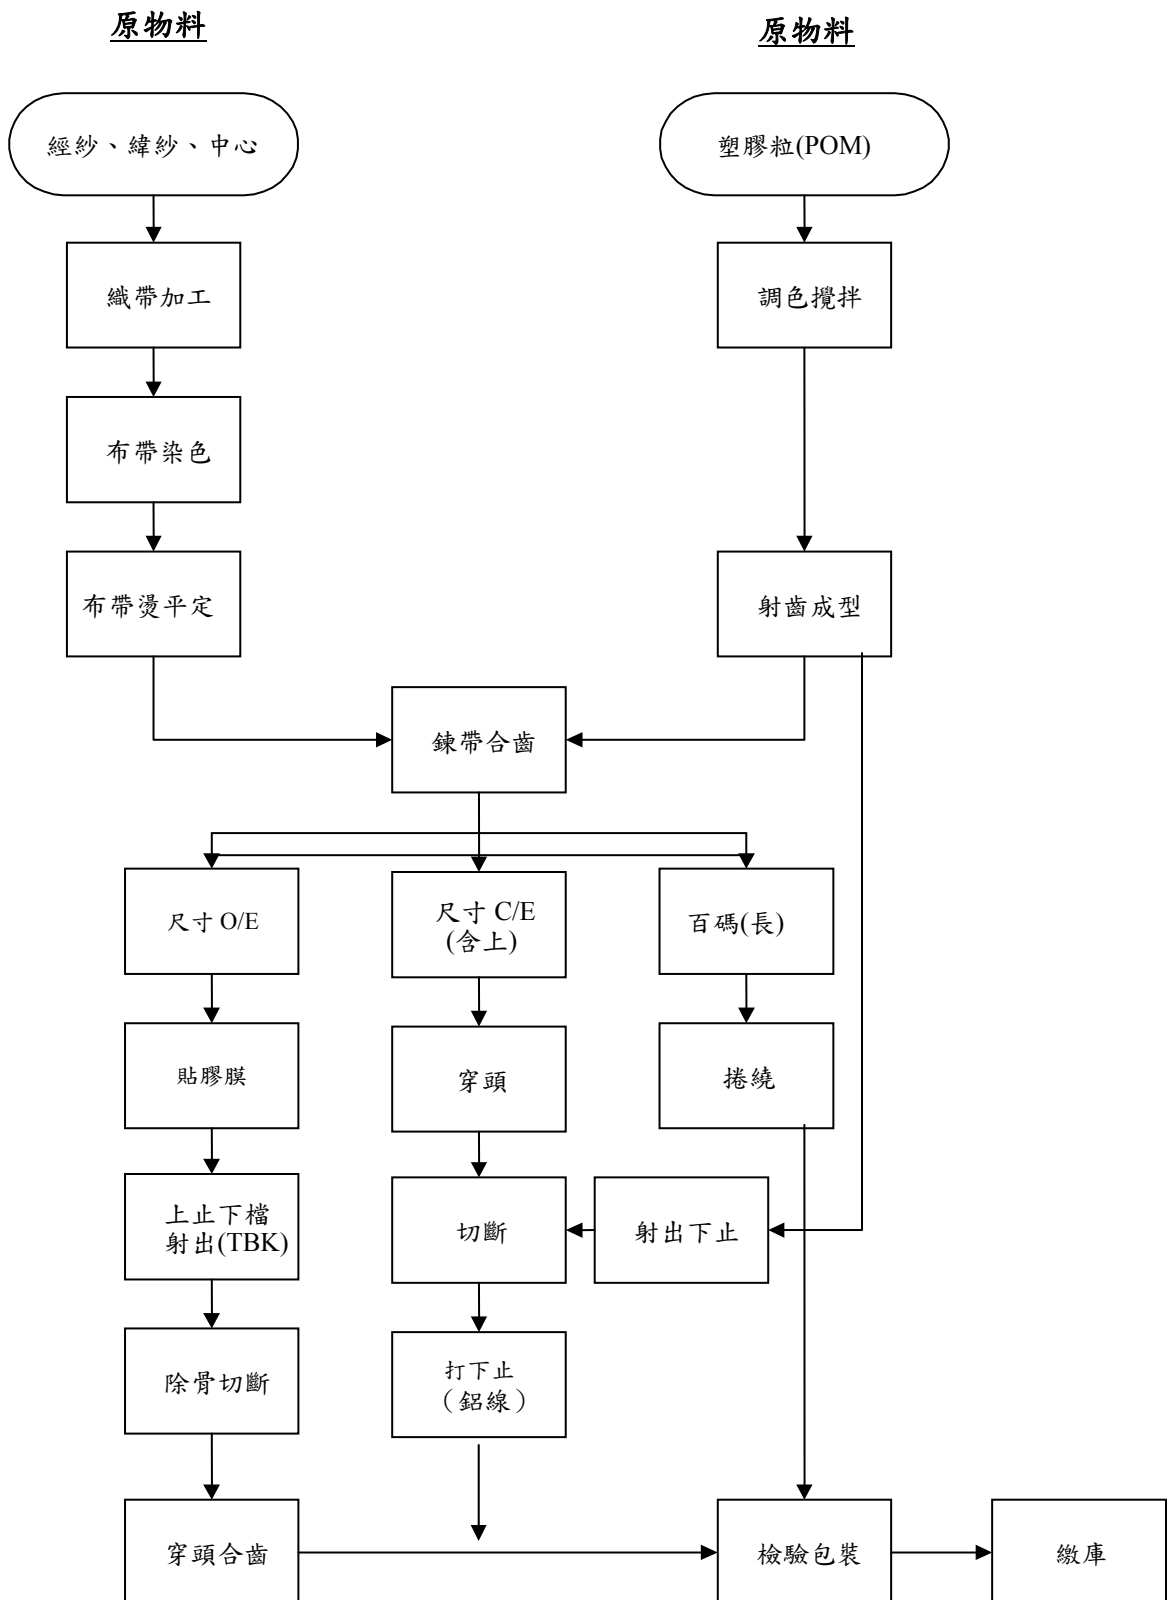 原物料
原物料
經紗、緯紗、中心
塑膠粒(POM)
織帶加工
調色攪拌
布帶染色
布帶燙平定
射齒成型
鍊帶合齒
尺寸 O/E
尺寸 C/E
(含上)
百碼(長)
貼膠膜
穿頭
捲繞
上止下檔
射出(TBK)
切斷
射出下止
除骨切斷
打下止
（鋁線）
穿頭合齒
檢驗包裝
繳庫